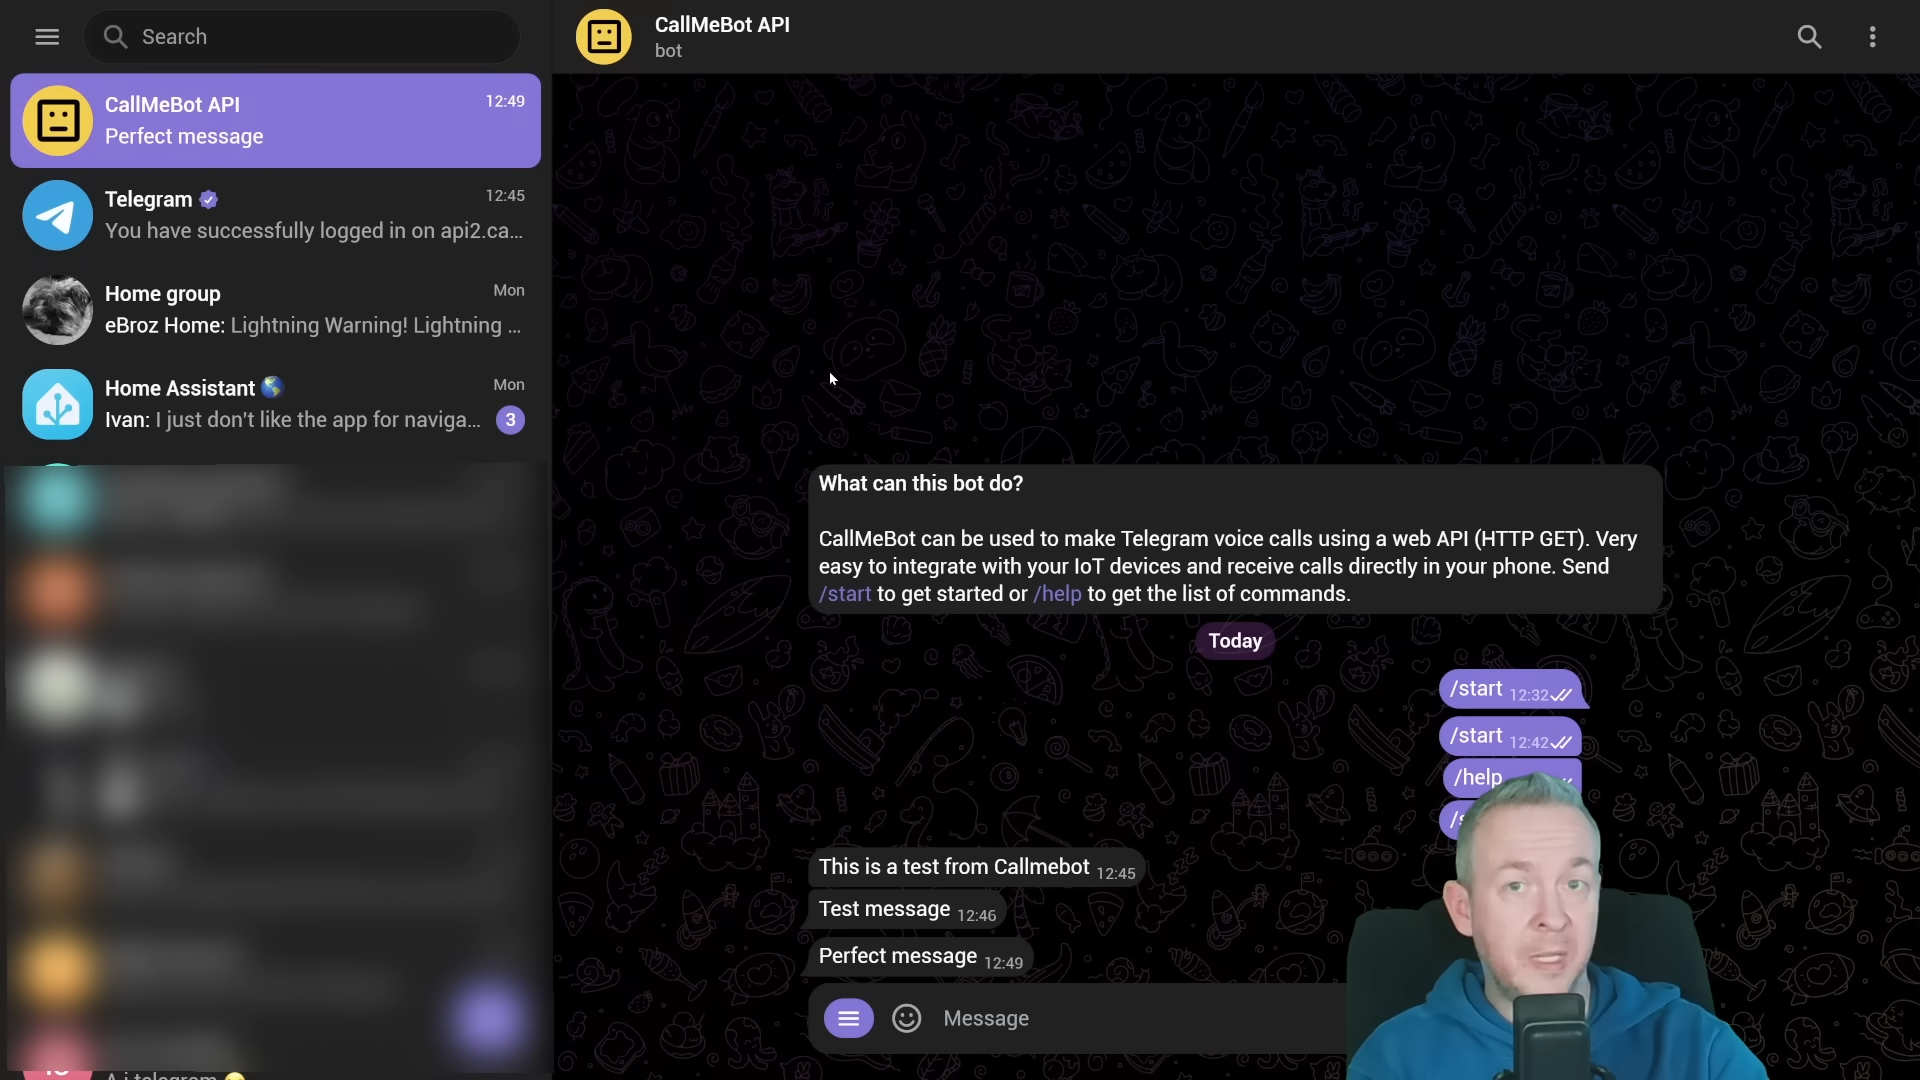 Search
CallMeBot API
12:49
Perfect message
Telegram
12:45
You have successfully logged in on api2.ca...
Home group
Mon
eBroz Home: Lightning Warning! Lightning ...
Home Assistant
Mon
Ivan: I just don't like the app for naviga...
3
CallMeBot API
bot
What can this bot do?
CallMeBot can be used to make Telegram voice calls using a web API (HTTP GET). Very
easy to integrate with your IoT devices and receive calls directly in your phone. Send
/start to get started or /help to get the list of commands.
Today
/start 12:32
/start 12:42
/help
This is a test from Callmebot 12:45
Test message 12:46
Perfect message 12:49
Message